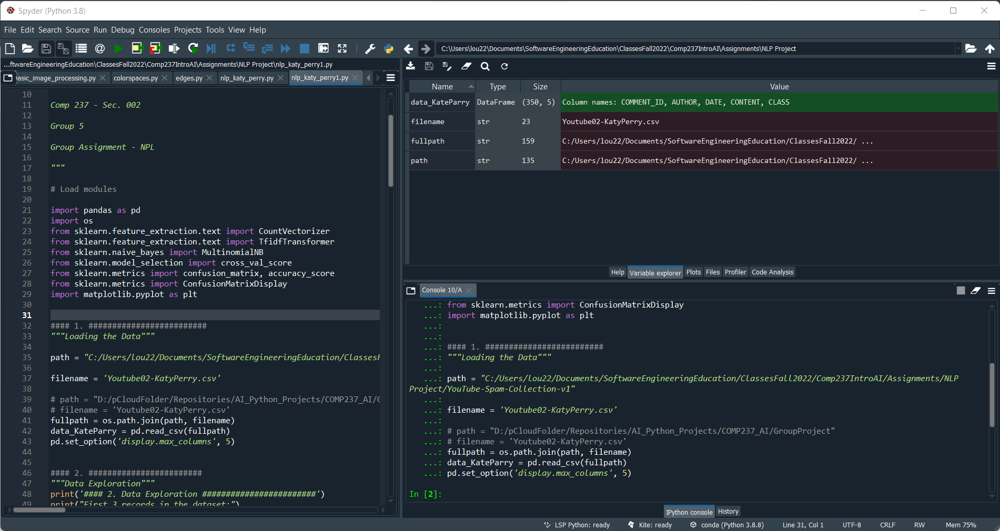 Spyder (Python 3.8)
File Edit Search Source Run Debug Consoles Projects Tools View Help
C:\Users\lou22\Documents\SoftwareEngineeringEducation\ClassesFall2022\Comp237IntroAI\Assignments\NLP Project
...ftwareEngineeringEducation\ClassesFall2022\Comp237IntroAI\Assignments\NLP Project\nlp_katy_perry1.py
asic_image_processing.py colorspaces.py edges.py nlp_katy_perry.py nlp_katy_perry1.py
10
11 Comp 237 - Sec. 002
12
13 Group 5
14
15 Group Assignment - NPL
16
17 """
18
19 # Load modules
20
21 import pandas as pd
22 import os
23 from sklearn.feature_extraction.text import CountVectorizer
24 from sklearn.feature_extraction.text import TfidfTransformer
25 from sklearn.naive_bayes import MultinomialNB
26 from sklearn.model_selection import cross_val_score
27 from sklearn.metrics import confusion_matrix, accuracy_score
28 from sklearn.metrics import ConfusionMatrixDisplay
29 import matplotlib.pyplot as plt
30
31
32 #### 1. #########################
33 """Loading the Data"""
34
35 path = "C:/Users/lou22/Documents/SoftwareEngineeringEducation/ClassesF
36
37 filename = 'Youtube02-KatyPerry.csv'
38
39 # path = "D:/pCloudFolder/Repositories/AI_Python_Projects/COMP237_AI/G
40 # filename = 'Youtube02-KatyPerry.csv'
41 fullpath = os.path.join(path, filename)
42 data_KateParry = pd.read_csv(fullpath)
43 pd.set_option('display.max_columns', 5)
44
45
46 #### 2. ########################
47 """Data Exploration"""
48 print('#### 2. Data Exploration ########################')
49 print("First 3 records in the dataset:")
Name Type Size Value
data_KateParry DataFrame (350, 5) Column names: COMMENT_ID, AUTHOR, DATE, CONTENT, CLASS
filename str 23 Youtube02-KatyPerry.csv
fullpath str 159 C:/Users/lou22/Documents/SoftwareEngineeringEducation/ClassesFall2022/ ...
path str 135 C:/Users/lou22/Documents/SoftwareEngineeringEducation/ClassesFall2022/ ...
Help Variable explorer Plots Files Profiler Code Analysis
Console 10/A
...: from sklearn.metrics import ConfusionMatrixDisplay
...: import matplotlib.pyplot as plt
...:
...:
...: #### 1. #########################
...: """Loading the Data"""
...:
...: path = "C:/Users/lou22/Documents/SoftwareEngineeringEducation/ClassesFall2022/Comp237IntroAI/Assignments/NLP
Project/YouTube-Spam-Collection-v1"
...:
...: filename = 'Youtube02-KatyPerry.csv'
...:
...: # path = "D:/pCloudFolder/Repositories/AI_Python_Projects/COMP237_AI/GroupProject"
...: # filename = 'Youtube02-KatyPerry.csv'
...: fullpath = os.path.join(path, filename)
...: data_KateParry = pd.read_csv(fullpath)
...: pd.set_option('display.max_columns', 5)
In [2]:
IPython console History
LSP Python: ready Kite: ready conda (Python 3.8.8) Line 31, Col 1 UTF-8 CRLF RW Mem 75%